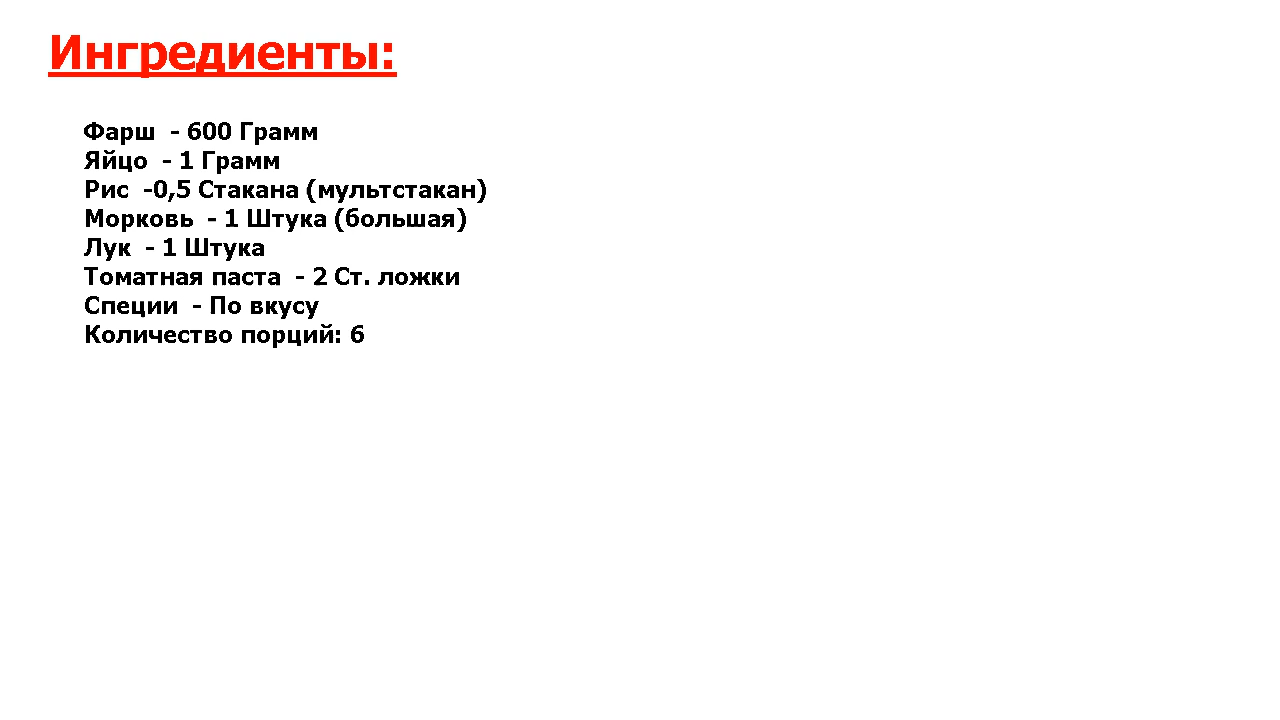 Ингредиенты:
Фарш  - 600 Грамм
Яйцо  - 1 Грамм
Рис  -0,5 Стакана (мультстакан)
Морковь  - 1 Штука (большая)
Лук  - 1 Штука
Томатная паста  - 2 Ст. ложки
Специи  - По вкусу
Количество порций: 6